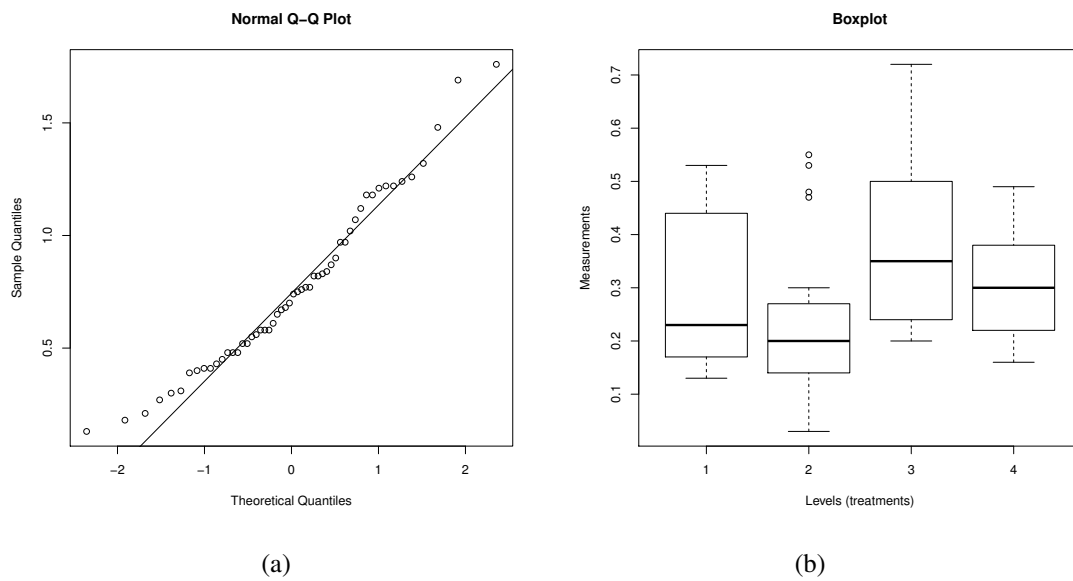 Normal Q−Q Plot
Sample Quantiles
1.5
1.0
0.5
−2 −1 0 1 2
Theoretical Quantiles
(a)
Boxplot
Measurements
0.7
0.6
0.5
0.4
0.3
0.2
0.1
1 2 3 4
Levels (treatments)
(b)